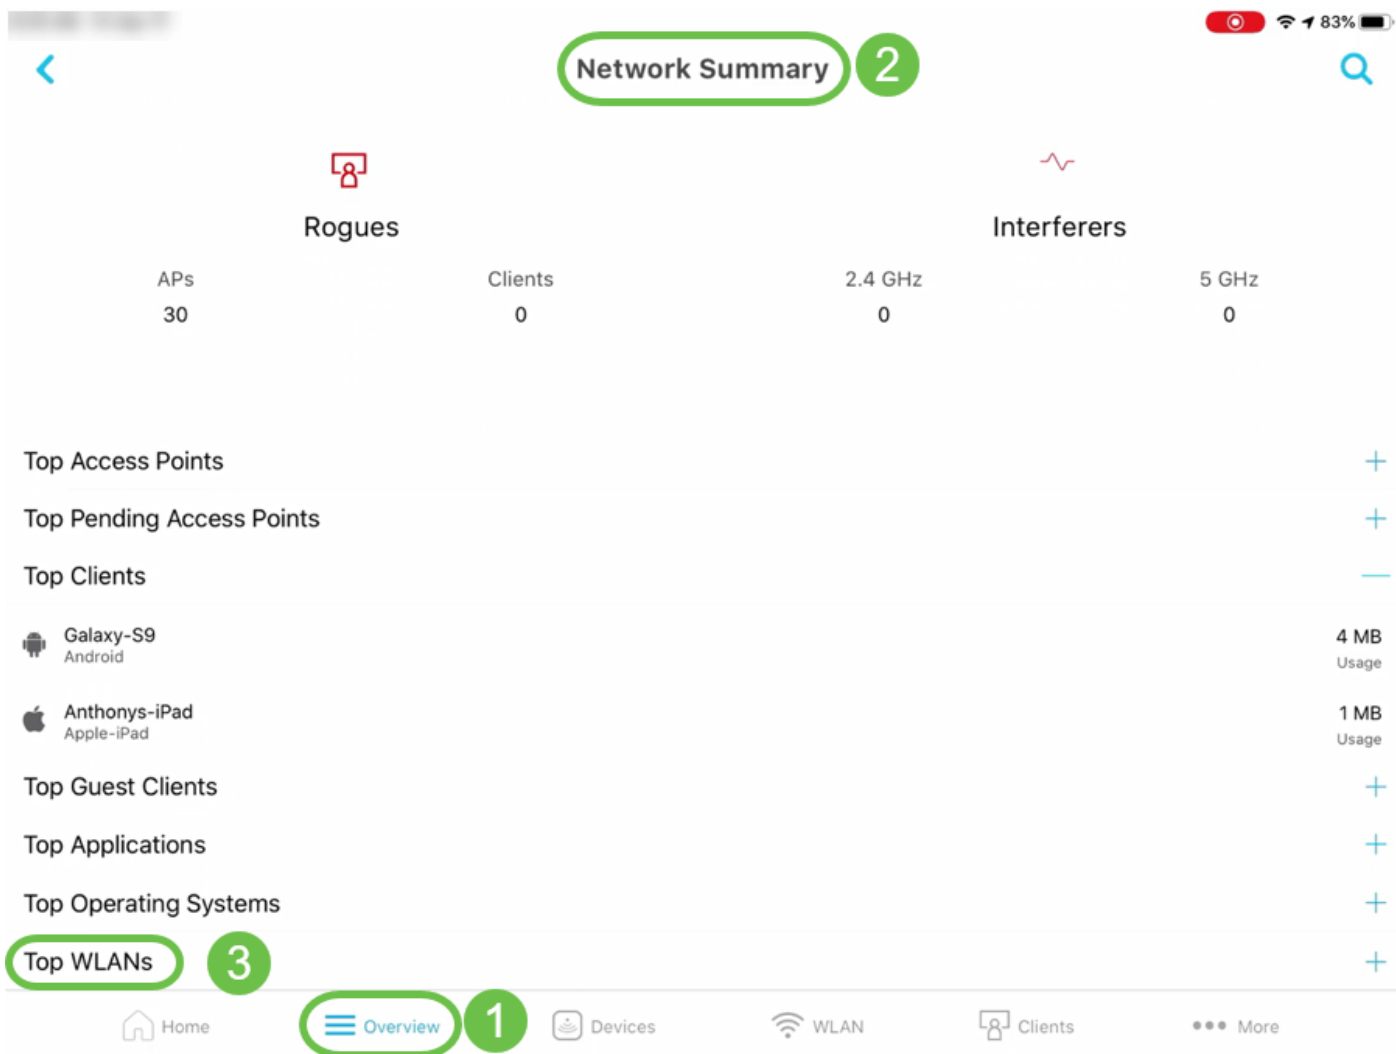 83%
Network Summary 2
Rogues Interferers
APs Clients 2.4 GHz 5 GHz
30 0 0 0
Top Access Points
Top Pending Access Points
Top Clients
Galaxy-S9 4 MB
Android Usage
Anthonys-iPad 1 MB
Apple-iPad Usage
Top Guest Clients
Top Applications
Top Operating Systems
Top WLANs 3
Home Overview 1 Devices WLAN Clients More